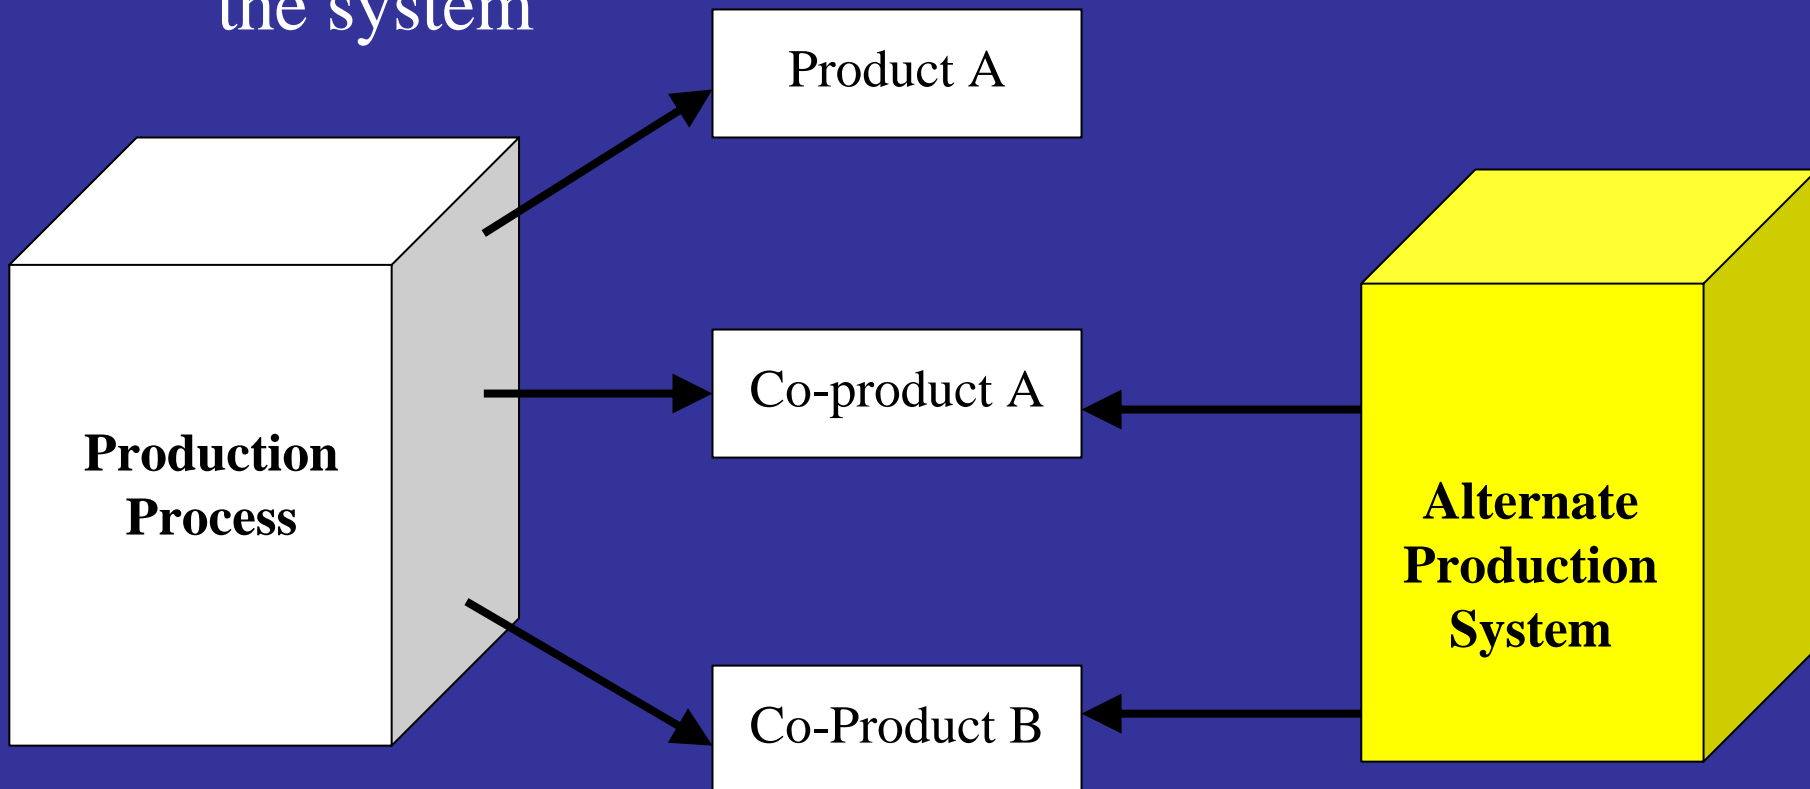 the system
Product A
Co-product A
Production
Process
Alternate
Production
System
Co-Product B